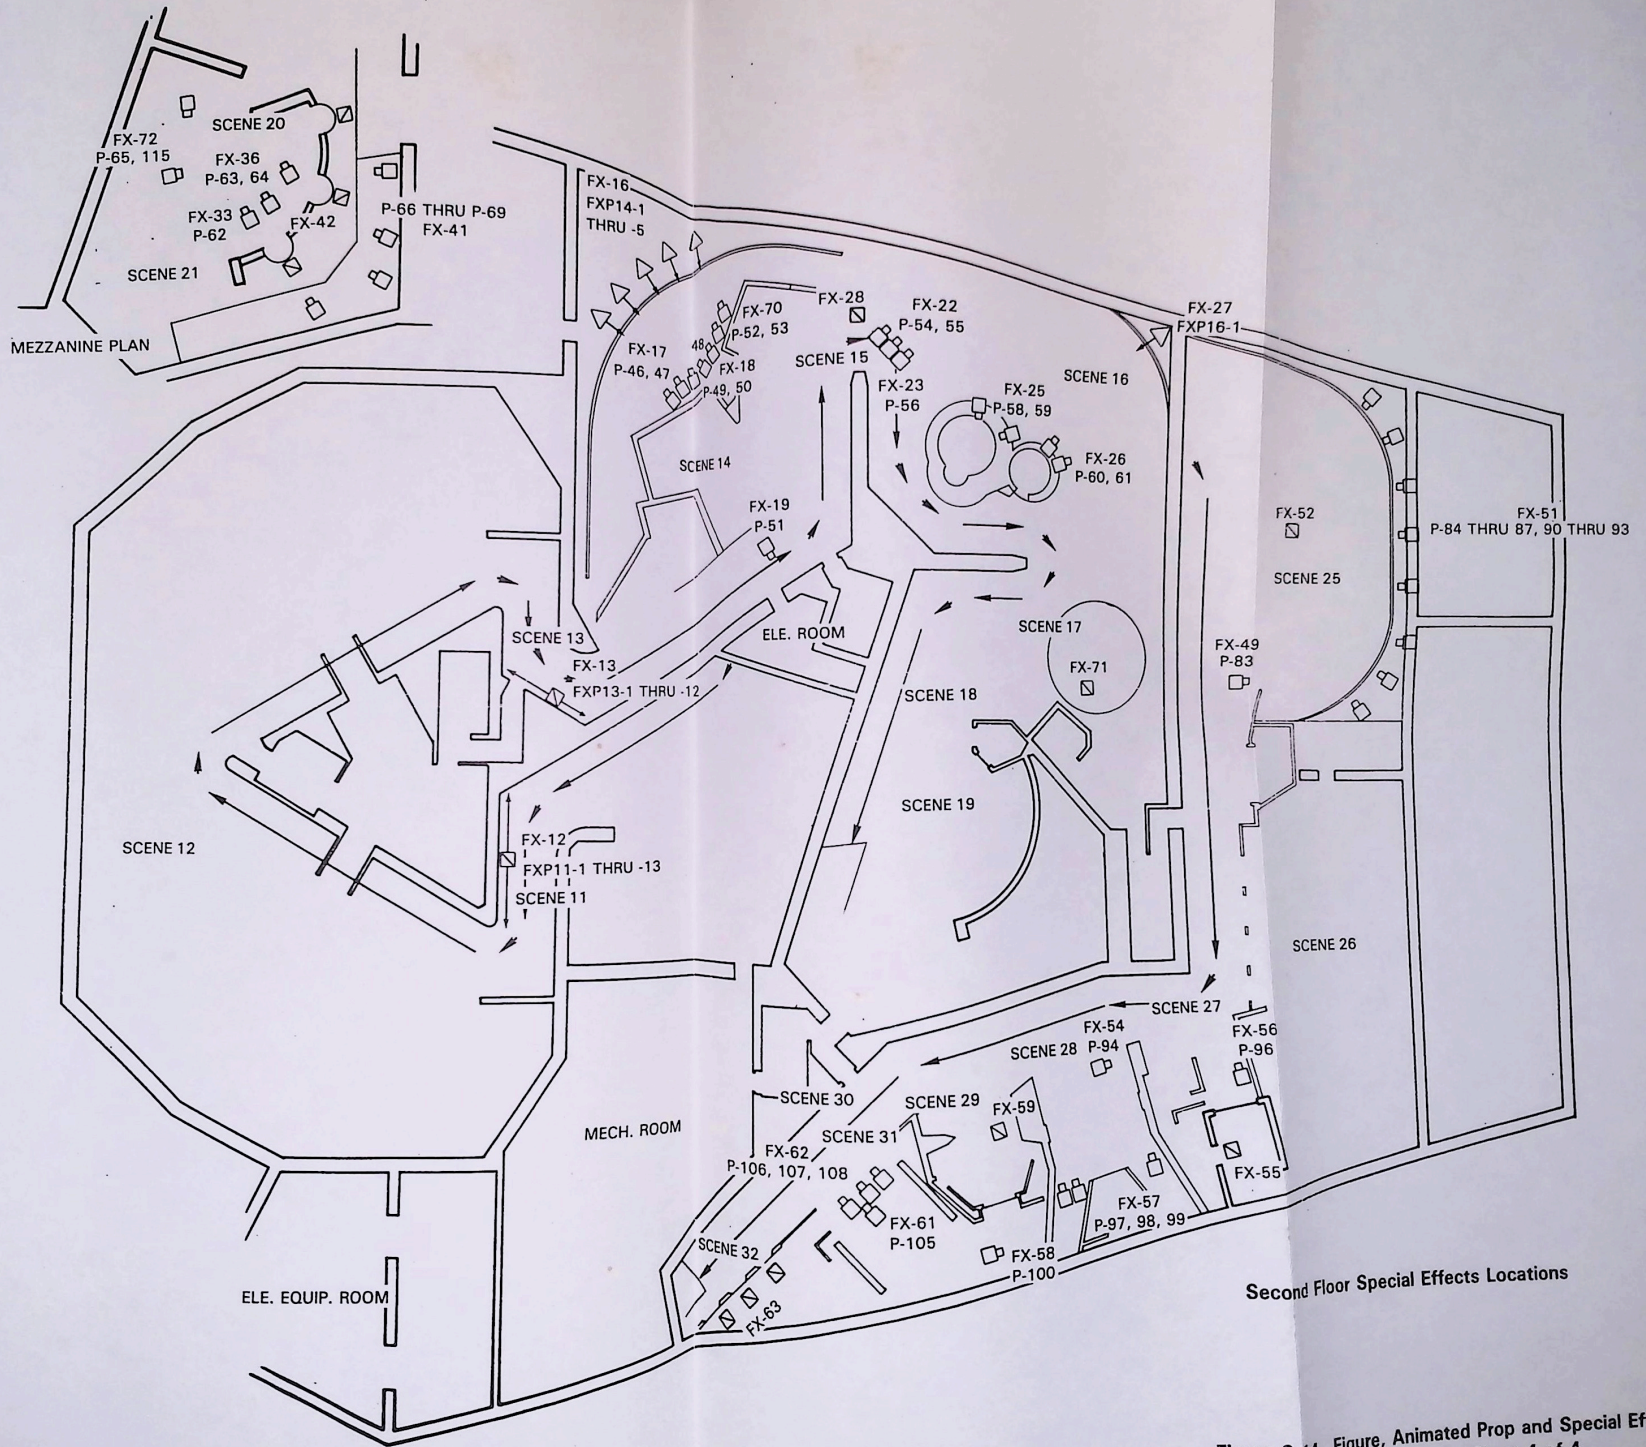 SCENE 20
FX-72
P-65, 115
FX-36
P-63, 64
FX-33
P-62
FX-42
P-66 THRU P-69
FX-41
SCENE 21
MEZZANINE PLAN
FX-16
FXP14-1
THRU -5
FX-70
P-52, 53
48
FX-17
P-46, 47
FX-18
P-49, 50
FX-28
FX-22
P-54, 55
SCENE 15
FX-23
P-56
FX-25
P-58, 59
SCENE 16
FX-27
FXP16-1
FX-26
P-60, 61
SCENE 14
FX-19
P-51
FX-52
FX-51
P-84 THRU 87, 90 THRU 93
SCENE 25
SCENE 13
ELE. ROOM
SCENE 17
FX-13
FXP13-1 THRU -12
FX-71
FX-49
P-83
SCENE 18
SCENE 19
SCENE 12
FX-12
FXP11-1 THRU -13
SCENE 11
SCENE 26
SCENE 27
FX-54
P-94
SCENE 28
FX-56
P-96
SCENE 30
SCENE 29
FX-59
MECH. ROOM
SCENE 31
FX-62
P-106, 107, 108
FX-55
FX-57
P-97, 98, 99
FX-61
P-105
SCENE 32
FX-58
P-100
FX-63
ELE. EQUIP. ROOM
Second Floor Special Effects Locations
Figure, Animated Prop and Special Ef